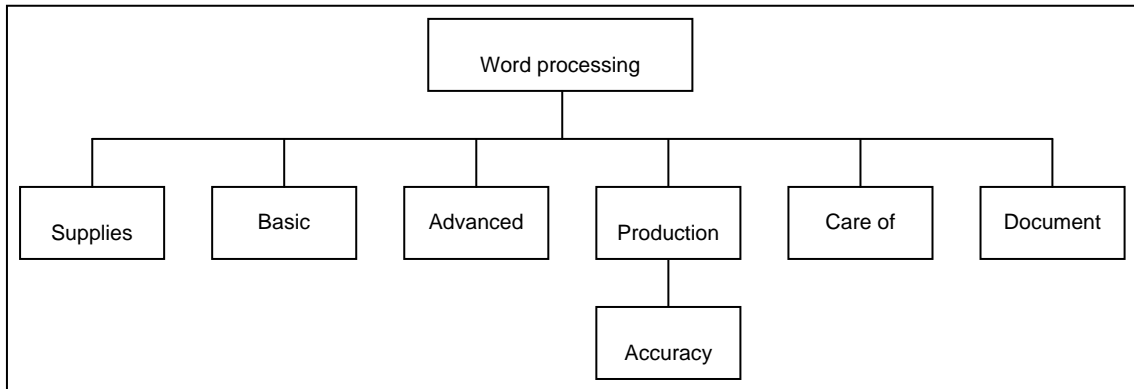 Word processing
Supplies
Basic
Advanced
Production
Care of
Document
Accuracy